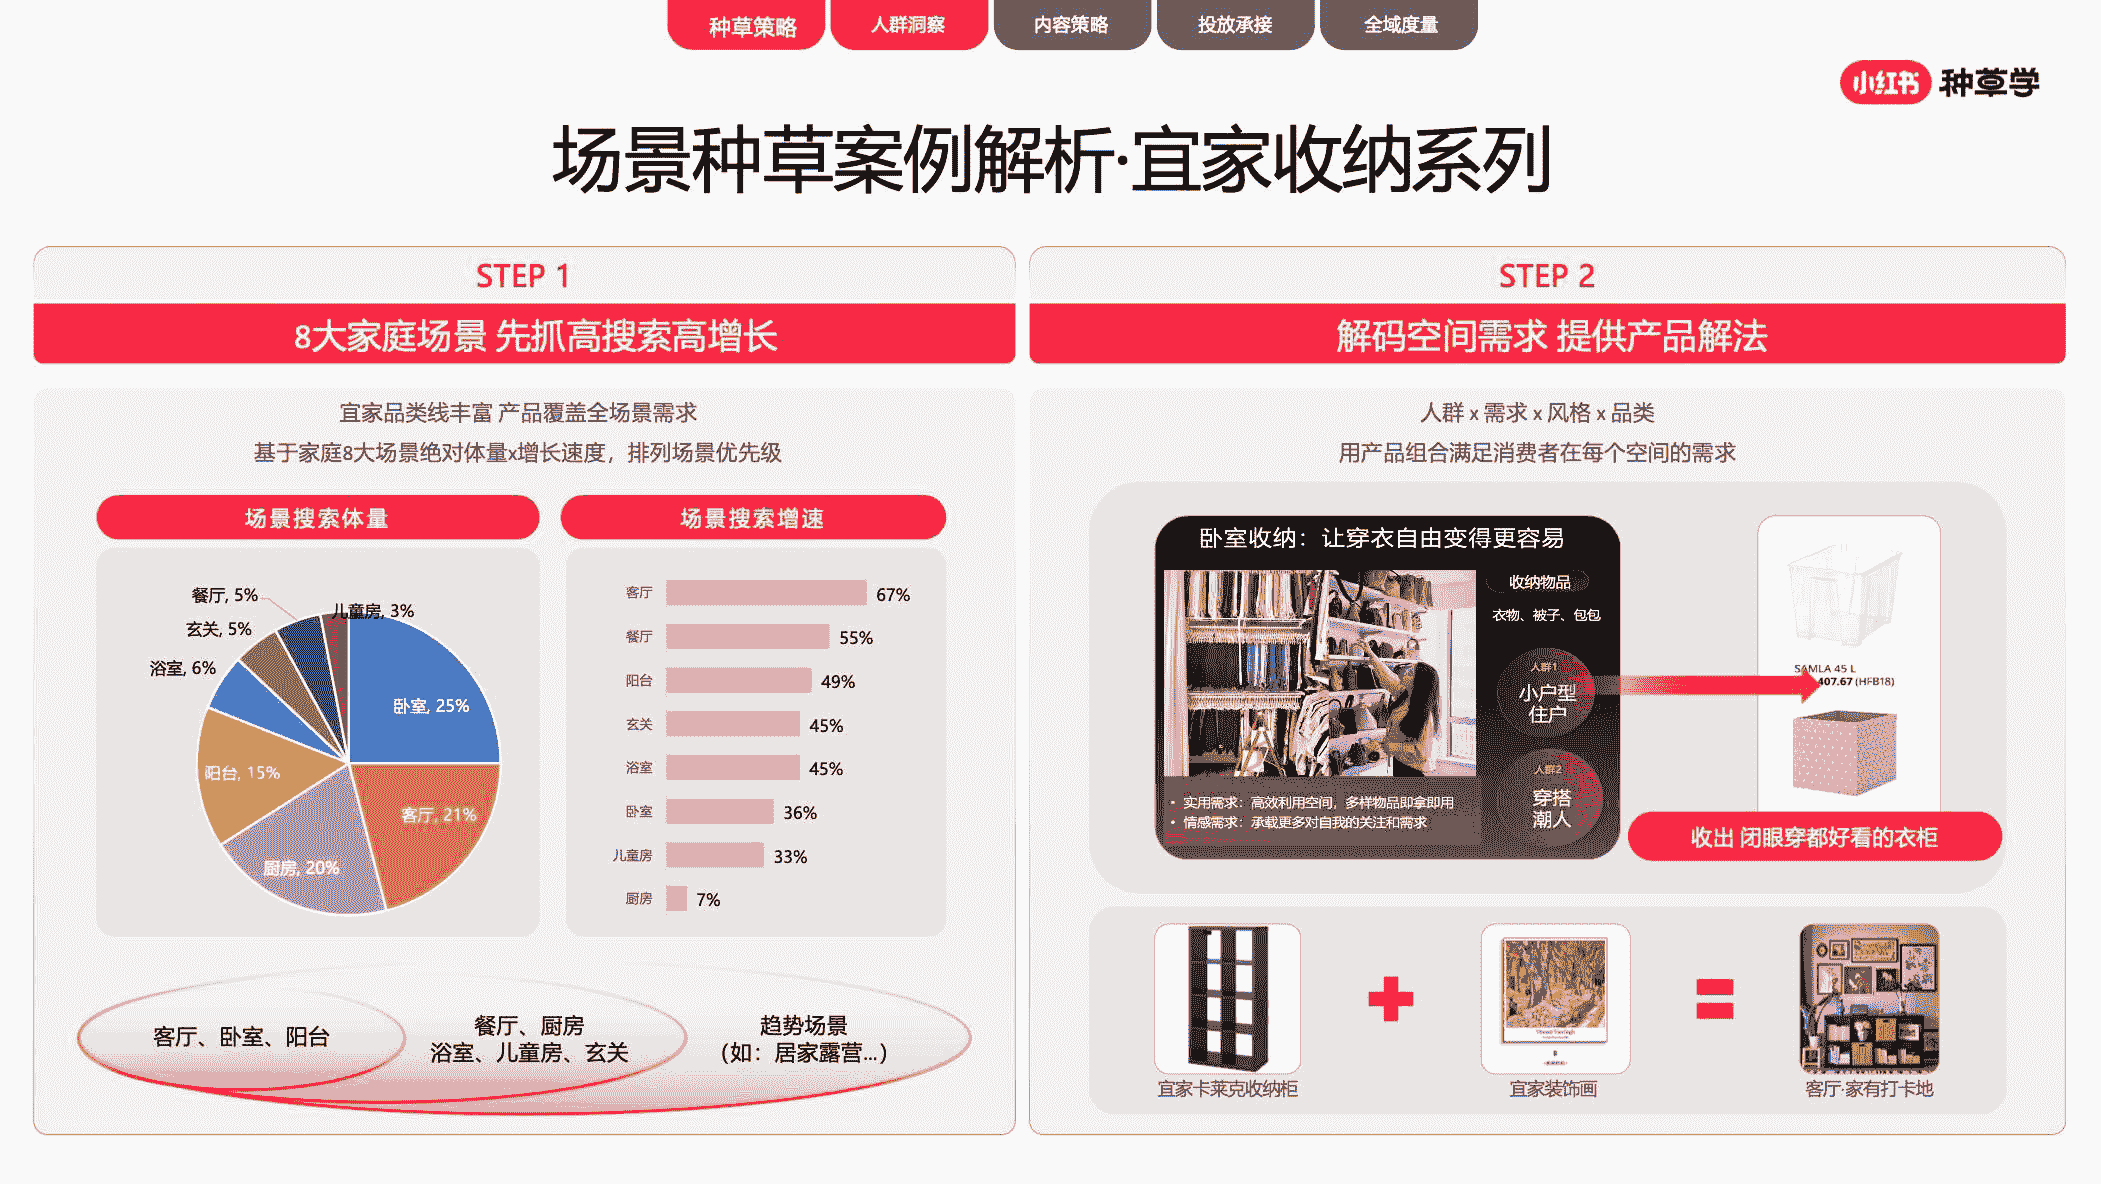 种草策略
人群洞察
内容策略
投放承接
全域度量
小红书 种草学
场景种草案例解析·宜家收纳系列
STEP 1
8大家庭场景 先抓高搜索高增长
宜家品类线丰富 产品覆盖全场景需求
基于家庭8大场景绝对体量x增长速度，排列场景优先级
场景搜索体量
餐厅, 5%
儿童房, 3%
玄关, 5%
浴室, 6%
卧室, 25%
阳台, 15%
客厅, 21%
厨房, 20%
场景搜索增速
客厅 67%
餐厅 55%
阳台 49%
玄关 45%
浴室 45%
卧室 36%
儿童房 33%
厨房 7%
客厅、卧室、阳台
餐厅、厨房
浴室、儿童房、玄关
趋势场景
（如：居家露营...）
STEP 2
解码空间需求 提供产品解法
人群 x 需求 x 风格 x 品类
用产品组合满足消费者在每个空间的需求
卧室收纳：让穿衣自由变得更容易
收纳物品
衣物、被子、包包
人群1
小户型
住户
人群2
穿搭
潮人
• 实用需求：高效利用空间，多样物品即拿即用
• 情感需求：承载更多对自我的关注和需求
SAMLA 45 L
407.67 (HFB18)
收出 闭眼穿都好看的衣柜
宜家卡莱克收纳柜
宜家装饰画
客厅·家有打卡地